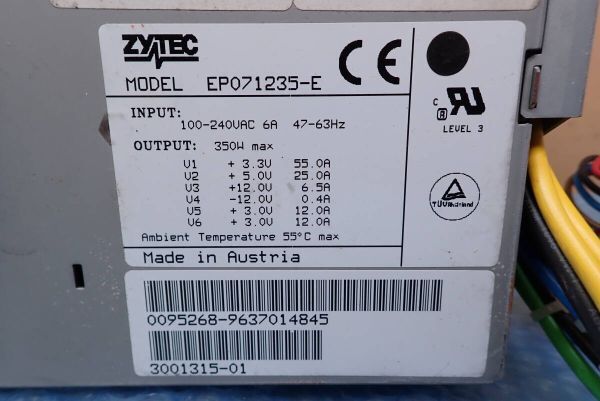 ZYTEC
CE
MODEL EP071235-E
INPUT:
100-240VAC 6A 47-63Hz
OUTPUT: 350W max
V1 + 3.3V 55.0A
V2 + 5.0V 25.0A
V3 +12.0V 6.5A
V4 -12.0V 0.4A
V5 + 3.0V 12.0A
V6 + 3.0V 12.0A
Ambient Temperature 55°C max
Made in Austria
C RU ®
LEVEL 3
TÜV Rheinland
0095268-9637014845
3001315-01